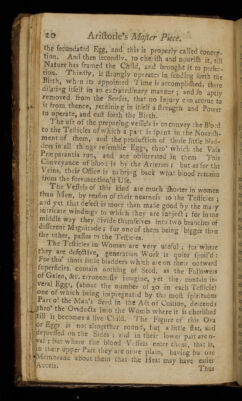 20 Ariſtotle's Maſter Piece.
the fecundated Egg, and this is properly called concep-
tion. And then secondly, to cheriſh and nouriſh it, till
Nature has framed the Child, and brought it to perfec-
tion. Thirdly, it ſtrongly operates in ſending forth the
Birth, when its appointed Time is accompliſhed, there
dilating itſelf in an extraordinary manner; and ſo aptly
removed from the Senſes, that no Injury can accrue to
it from thence, retaining in itſelf a ſtrength and Power
to operate, and caſt forth the Birth.
The uſe of the preparing veſſels is to convey the Blood
to the Teſticles of which a part is ſpent in the Nouriſh-
ment of them, and the production of thoſe little blad-
ders in all things reſemble Eggs, thro' which the Vaſa
Præparantia run, and are obliterated in them This
Conveyance of blood is by the Arteries; but as for the
Veins, their Office is to bring back what blood remains
from the forementioned Uſe.
The Veſſels of this kind are much ſhorter in women
than Men, by reaſon of their nearneſs to the Teſticles;
and yet that defect is more than made good by the many
intricate windings to which they are ſubject; for in the
middle way they divide themſelves into two branches of
different Magnitudes; for one of them being bigger than
the other, paſſes to the Teſticles.
The Teſticles in Women are very uſeful; for where
they are defective, generation Work is quite ſpoil'd:
For tho' thoſe little bladders which are on their outward
ſuperficies, contain nothing of Seed, as the Followers
of Galen, &c. erroneouſly imagine, yet they contain ſe-
veral Eggs, (about the number of 20 in each Teſticle)
one of which being impregnated by the moſt ſpirituous
Part of the Man's Seed in the Act of Coition, deſcends
thro' the Oviducts into the Womb where it is cheriſhed
till it becomes a live Child. The Figure of this Ova
or Eggs is not altogether round, but a little flat, and
depreſſed on the Sides; and in their lower part are o-
val; but where the blood Veſſels enter them, that is,
in their upper Part they are more plain, having but one
Membrane about them that the Heat may have eaſier
Acceſs.
Thus